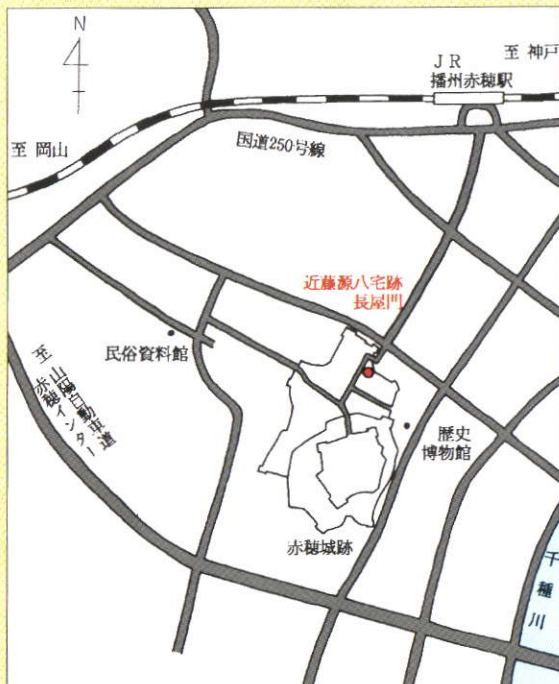 N
至 神戸
JR
播州赤穂駅
至 岡山
国道250号線
近藤源八宅跡
長屋門
民俗資料館
至 山陽自動車道
赤穂インター
歴史
博物館
赤穂城跡
千種川